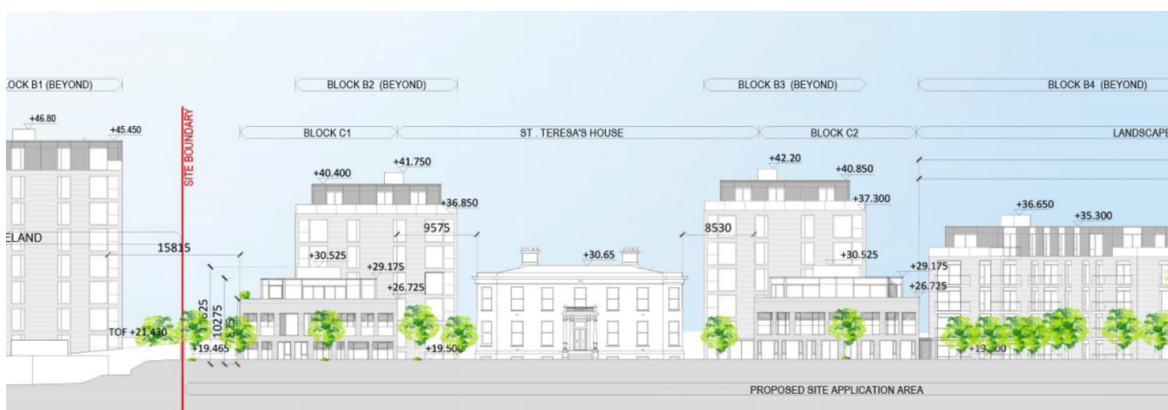 LOCK B1 (BEYOND)
BLOCK B2 (BEYOND)
BLOCK B3 (BEYOND)
BLOCK B4 (BEYOND)
SITE BOUNDARY
BLOCK C1
ST . TERESA'S HOUSE
BLOCK C2
LANDSCAPE
+46.80
+45.450
+40.400
+41.750
+36.850
+42.20
+40.850
+37.300
+36.650
+35.300
ELAND
15815
9575
8530
+30.525
+29.175
+26.725
+30.65
+30.525
+29.175
+26.725
10275
TOF +21.430
+19.465
+19.500
PROPOSED SITE APPLICATION AREA